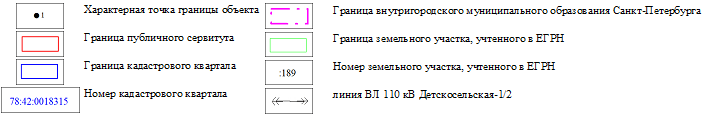 1 Характерная точка границы объекта
Граница публичного сервитута
Граница кадастрового квартала
78:42:0018315 Номер кадастрового квартала
Граница внутригородского муниципального образования Санкт-Петербурга
Граница земельного участка, учтенного в ЕГРН
:189 Номер земельного участка, учтенного в ЕГРН
линия ВЛ 110 кВ Детскосельская-1/2